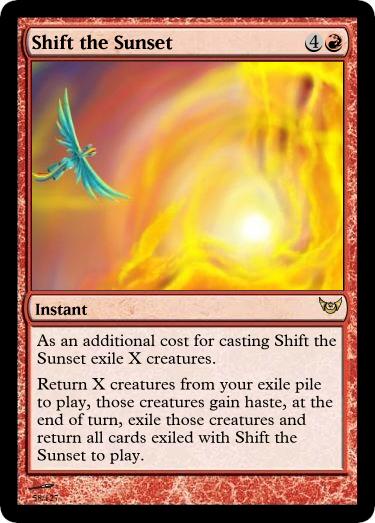 Shift the Sunset 4
Instant
As an additional cost for casting Shift the
Sunset exile X creatures.
Return X creatures from your exile pile
to play, those creatures gain haste, at the
end of turn, exile those creatures and
return all cards exiled with Shift the
Sunset to play.